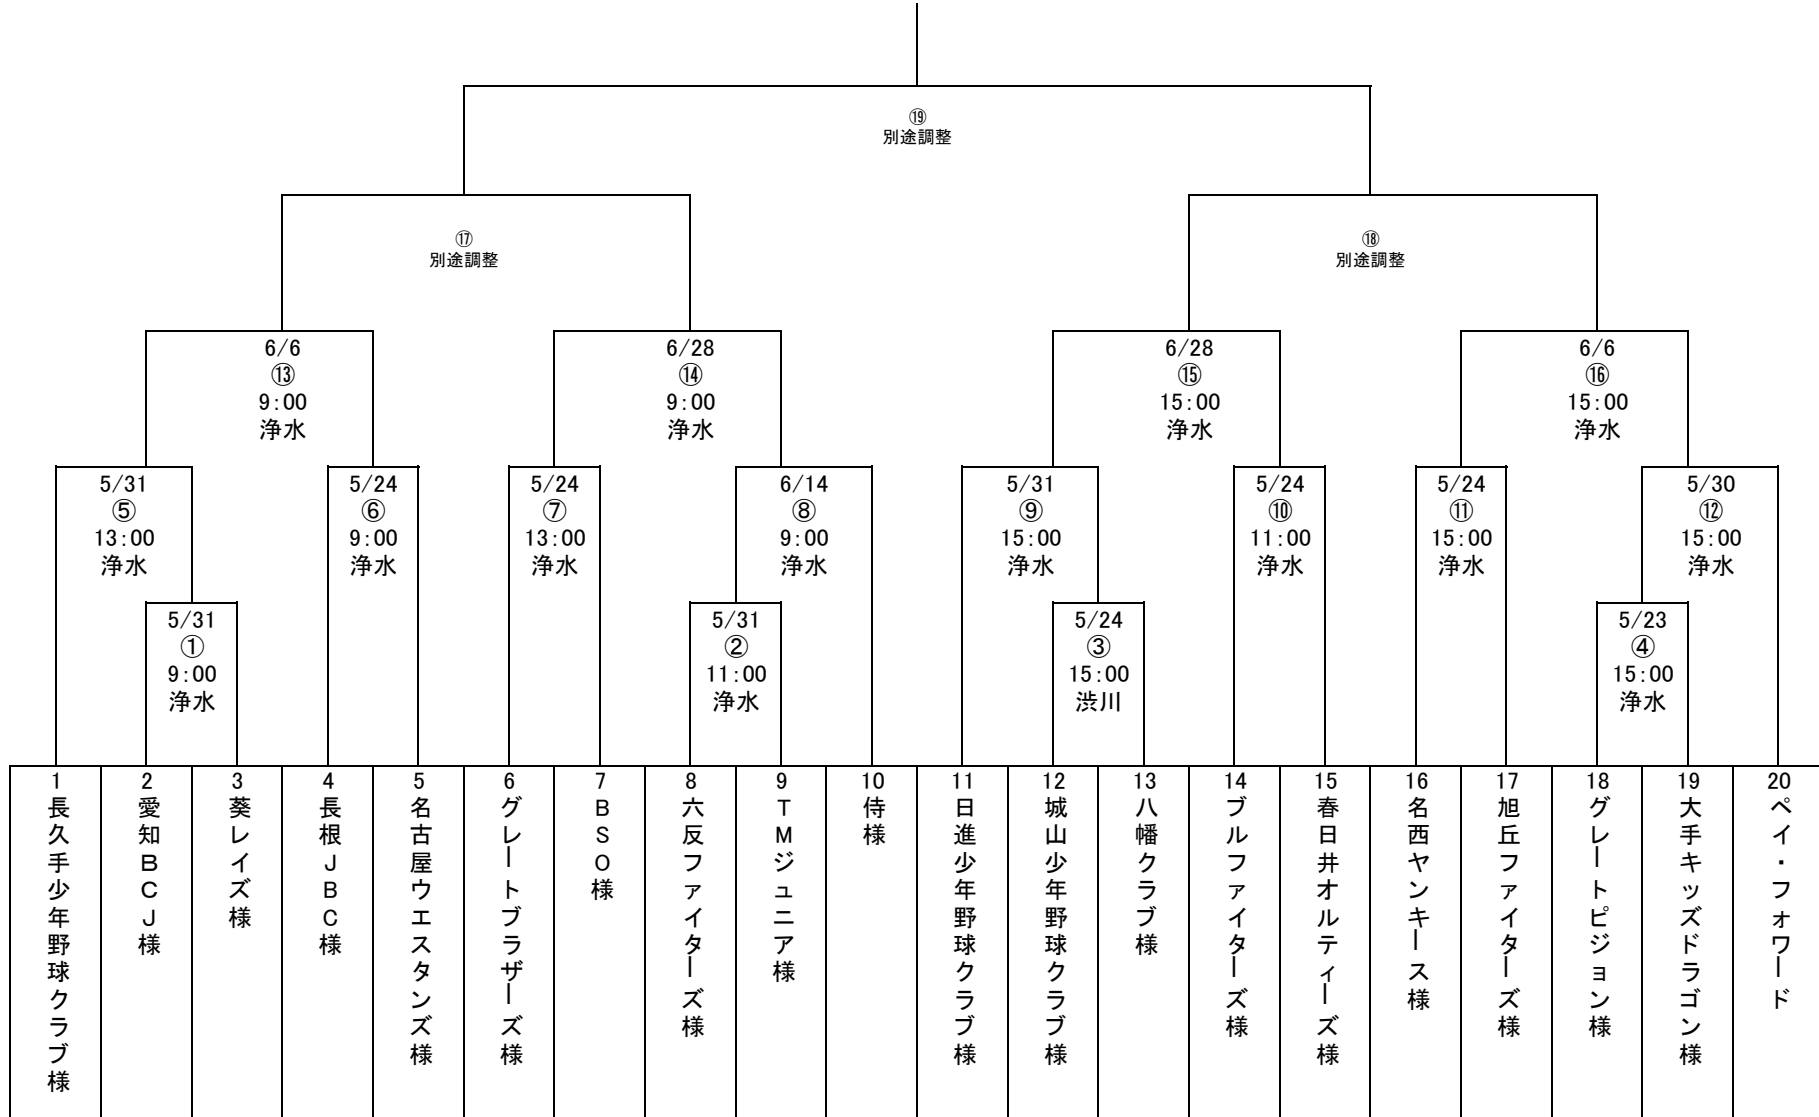 ⑲
別途調整
⑰
別途調整
⑱
別途調整
6/6
⑬
9:00
浄水
6/28
⑭
9:00
浄水
6/28
⑮
15:00
浄水
6/6
⑯
15:00
浄水
5/31
⑤
13:00
浄水
5/24
⑥
9:00
浄水
5/24
⑦
13:00
浄水
6/14
⑧
9:00
浄水
5/31
⑨
15:00
浄水
5/24
⑩
11:00
浄水
5/24
⑪
15:00
浄水
5/30
⑫
15:00
浄水
5/31
①
9:00
浄水
5/31
②
11:00
浄水
5/24
③
15:00
渋川
5/23
④
15:00
浄水
1
長久手少年野球クラブ様
2
愛知BCJ様
3
葵レイズ様
4
長根JBC様
5
名古屋ウエスタンズ様
6
グレートブラザーズ様
7
BSO様
8
六反ファイターズ様
9
TMジュニア様
10
侍様
11
日進少年野球クラブ様
12
城山少年野球クラブ様
13
八幡クラブ様
14
ブルファイターズ様
15
春日井オルティーズ様
16
名西ヤンキース様
17
旭丘ファイターズ様
18
グレートピジョン様
19
大手キッズドラゴン様
20
ペイ・フォワード